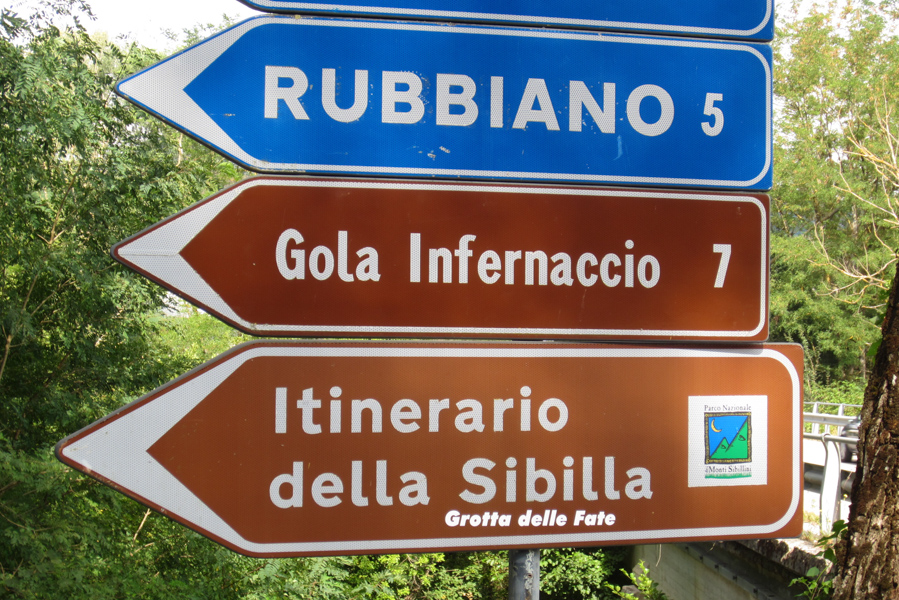 RUBBIANO 5
Gola Infernaccio 7
Itinerario
della Sibilla
Grotta delle Fate
Parco Nazionale
Monti Sibillini